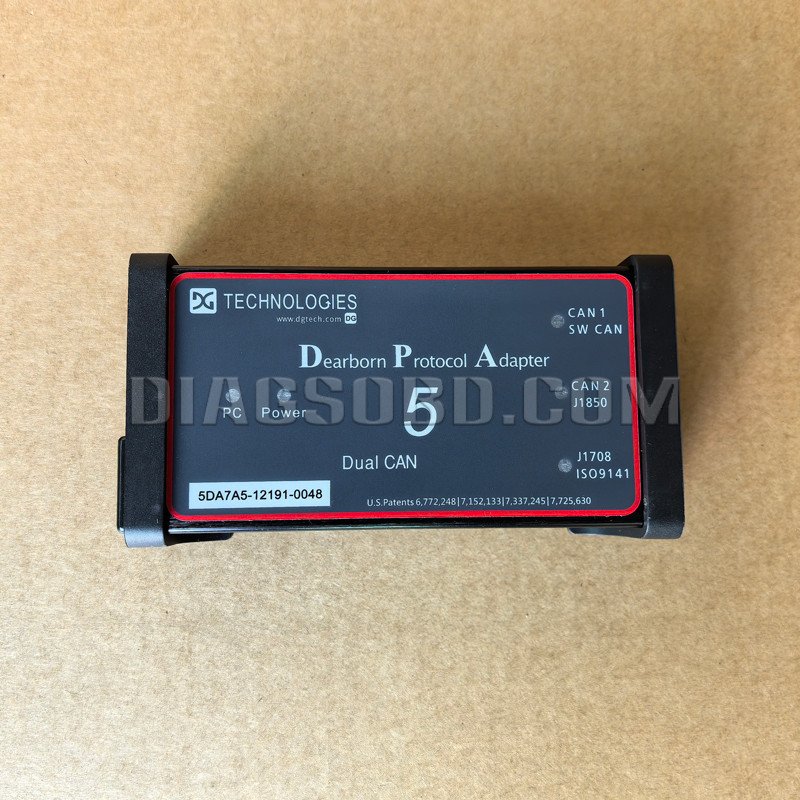 DG TECHNOLOGIES
www.dgtech.com DG
CAN 1
SW CAN
Dearborn Protocol Adapter
5
CAN 2
J1850
PC Power
DIAGSOBD.COM
Dual CAN
J1708
ISO9141
5DA7A5-12191-0048
U.S.Patents 6,772,248|7,152,133|7,337,245|7,725,630